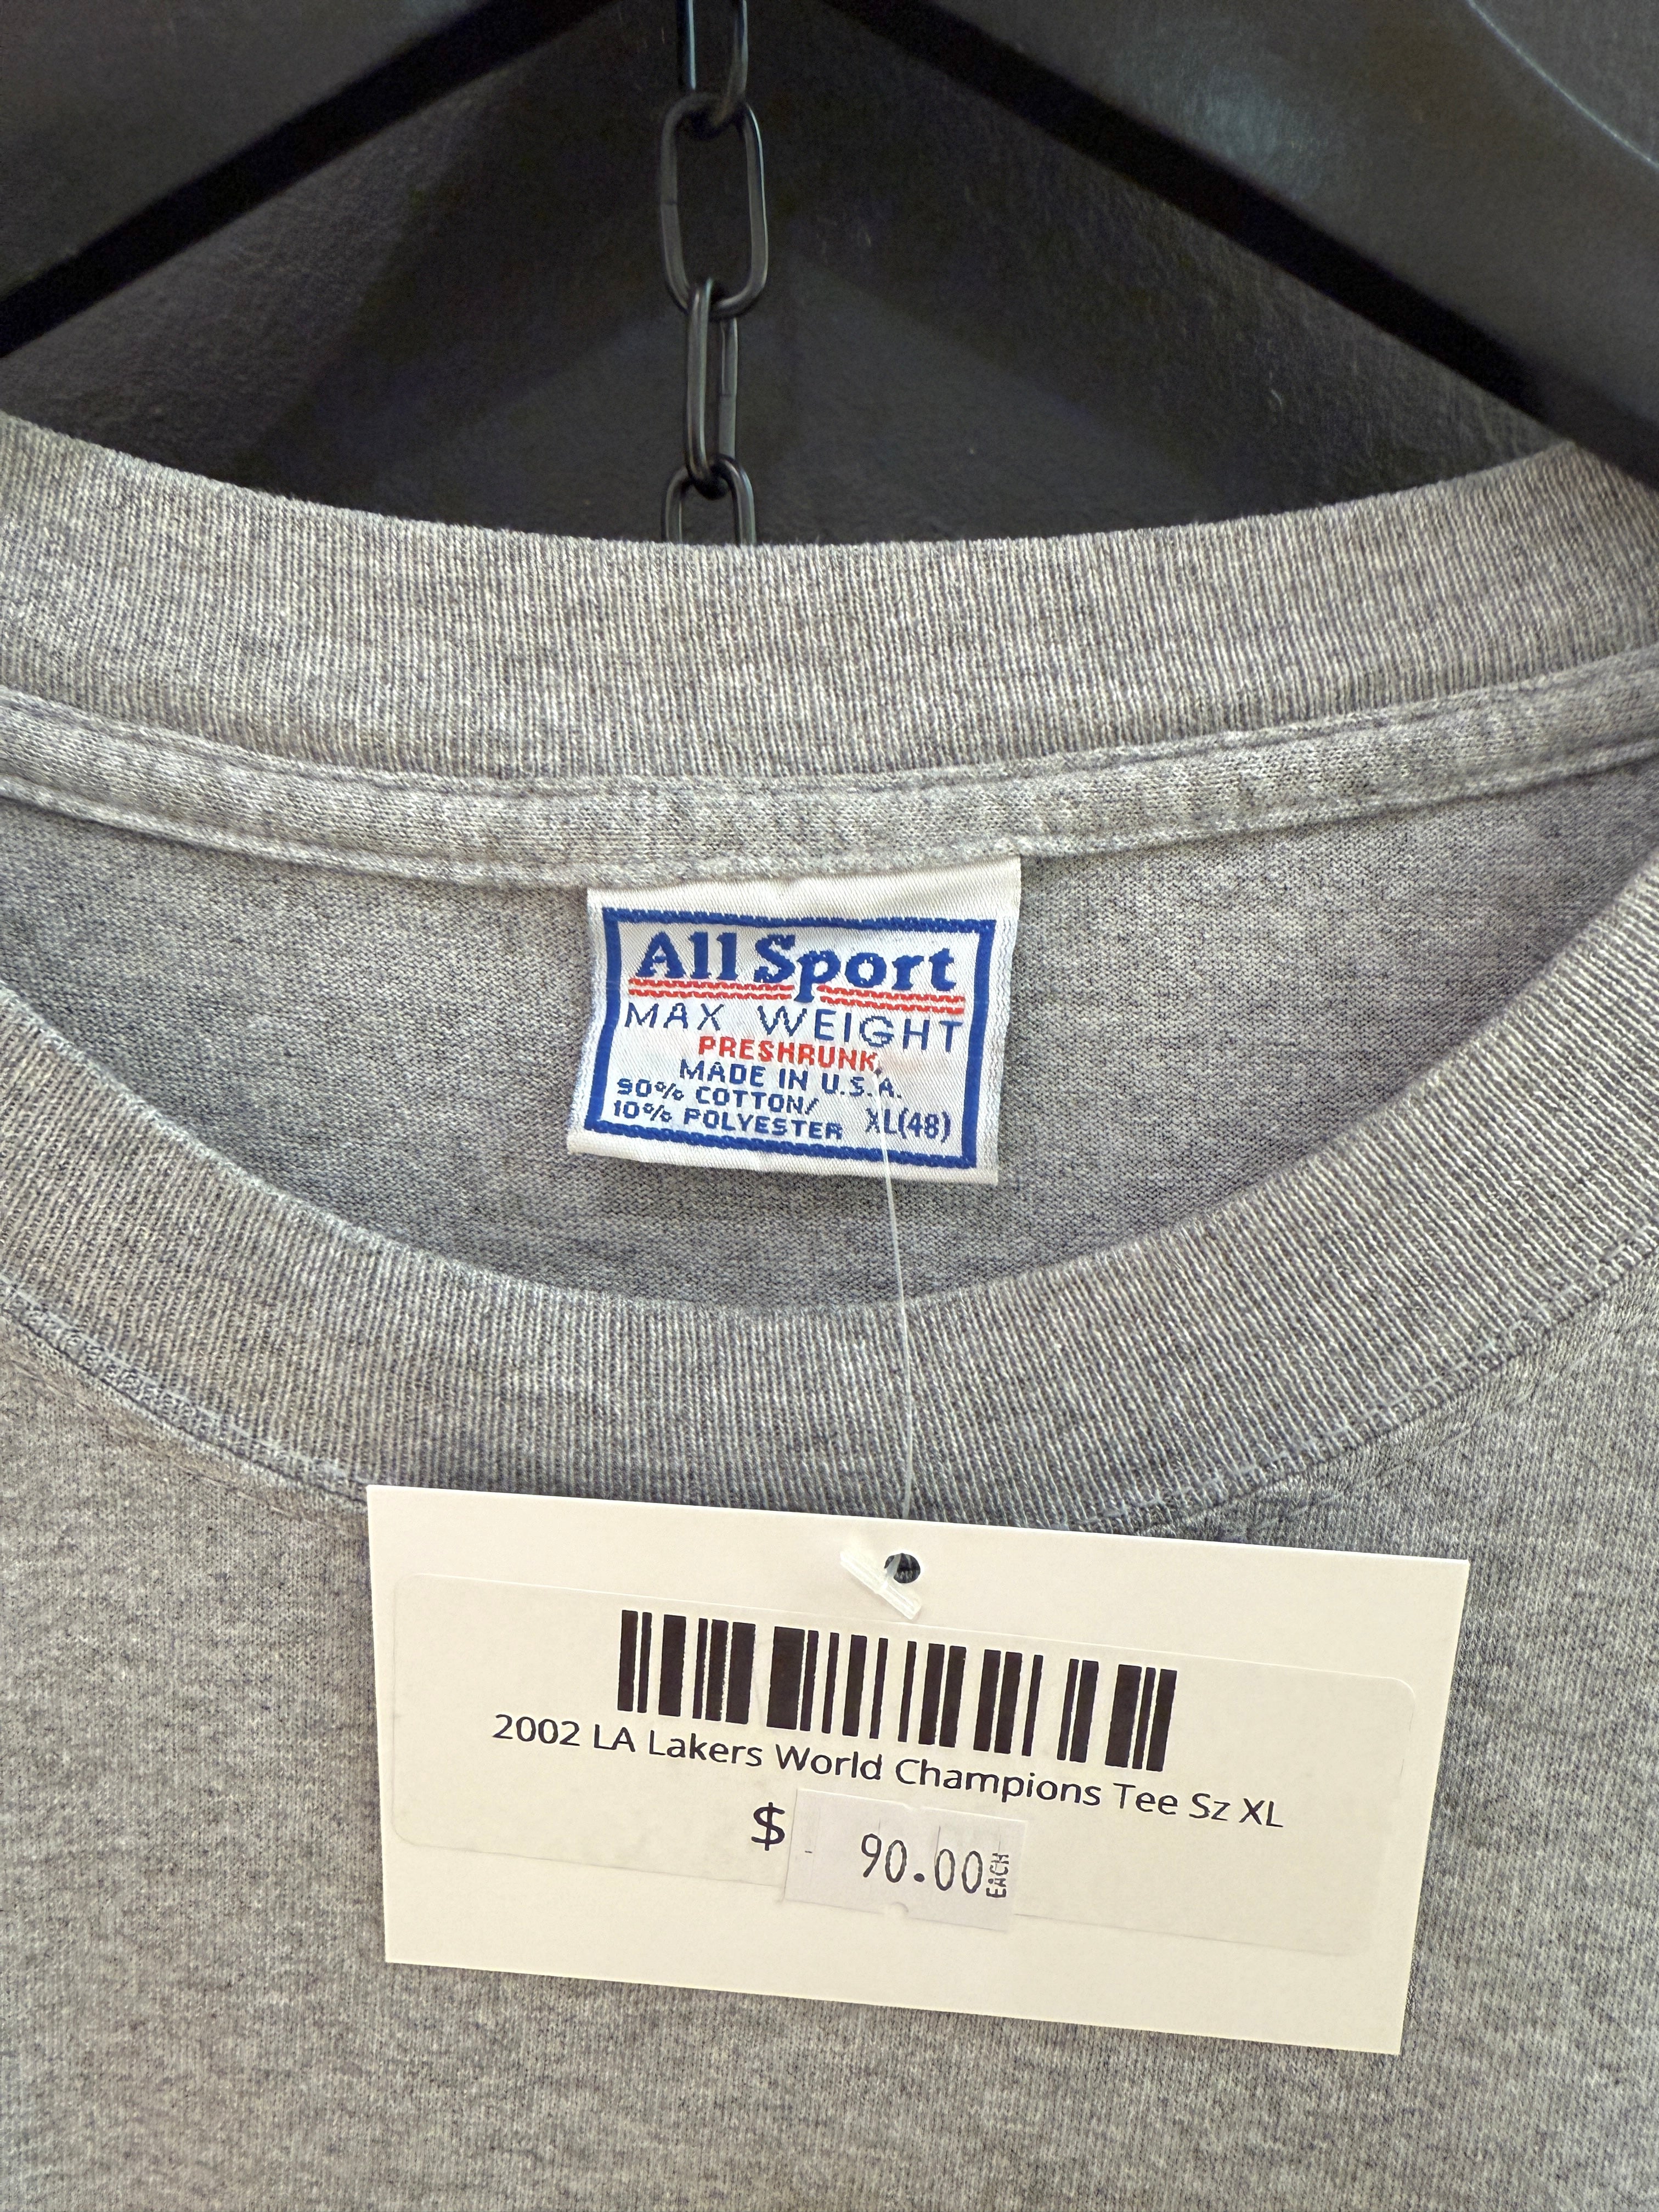 All Sport
MAX WEIGHT
PRESHRUNK
MADE IN U.S.A.
90% COTTON/
10% POLYESTER XL(48)
2002 LA Lakers World Champions Tee Sz XL
$ 90.00 EACH